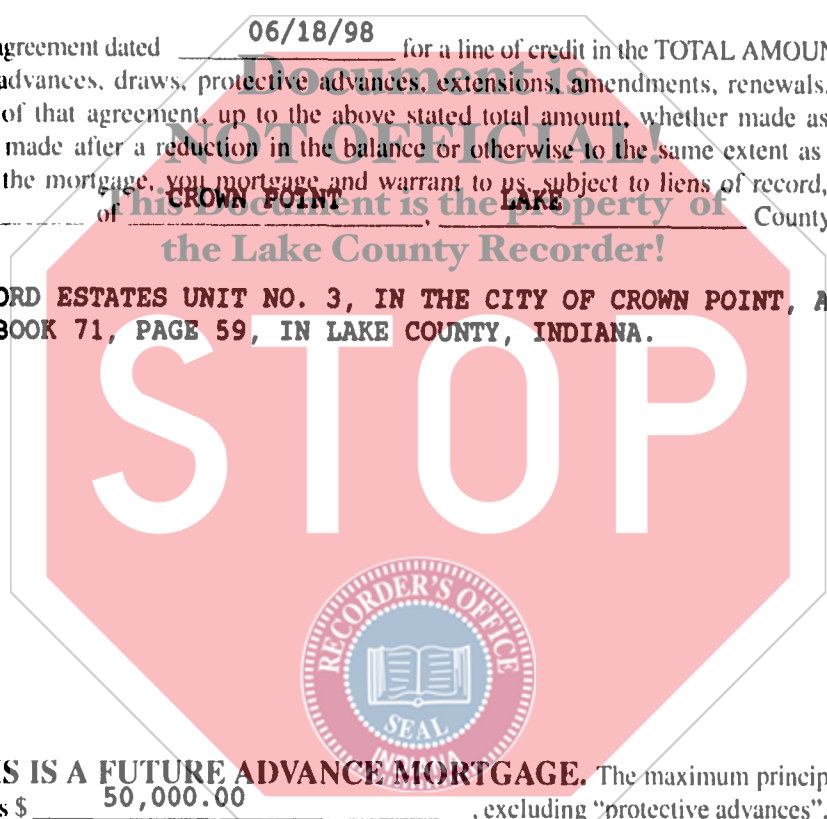 agreement dated 06/18/98 for a line of credit in the TOTAL AMOUN
advances, draws, protective advances, extensions, amendments, renewals,
Document is
of that agreement, up to the above stated total amount, whether made as
NOT OFFICIAL!
made after a reduction in the balance or otherwise to the same extent as
the mortgage, you mortgage and warrant to us, subject to liens of record,
of CROWN POINT, LAKE County
This Document is the property of
the Lake County Recorder!
ORD ESTATES UNIT NO. 3, IN THE CITY OF CROWN POINT, A
BOOK 71, PAGE 59, IN LAKE COUNTY, INDIANA.
STOP
RECORDER'S OFFICE
SEAL
INDIANA
IS IS A FUTURE ADVANCE MORTGAGE. The maximum princip
s $ 50,000.00, excluding "protective advances".